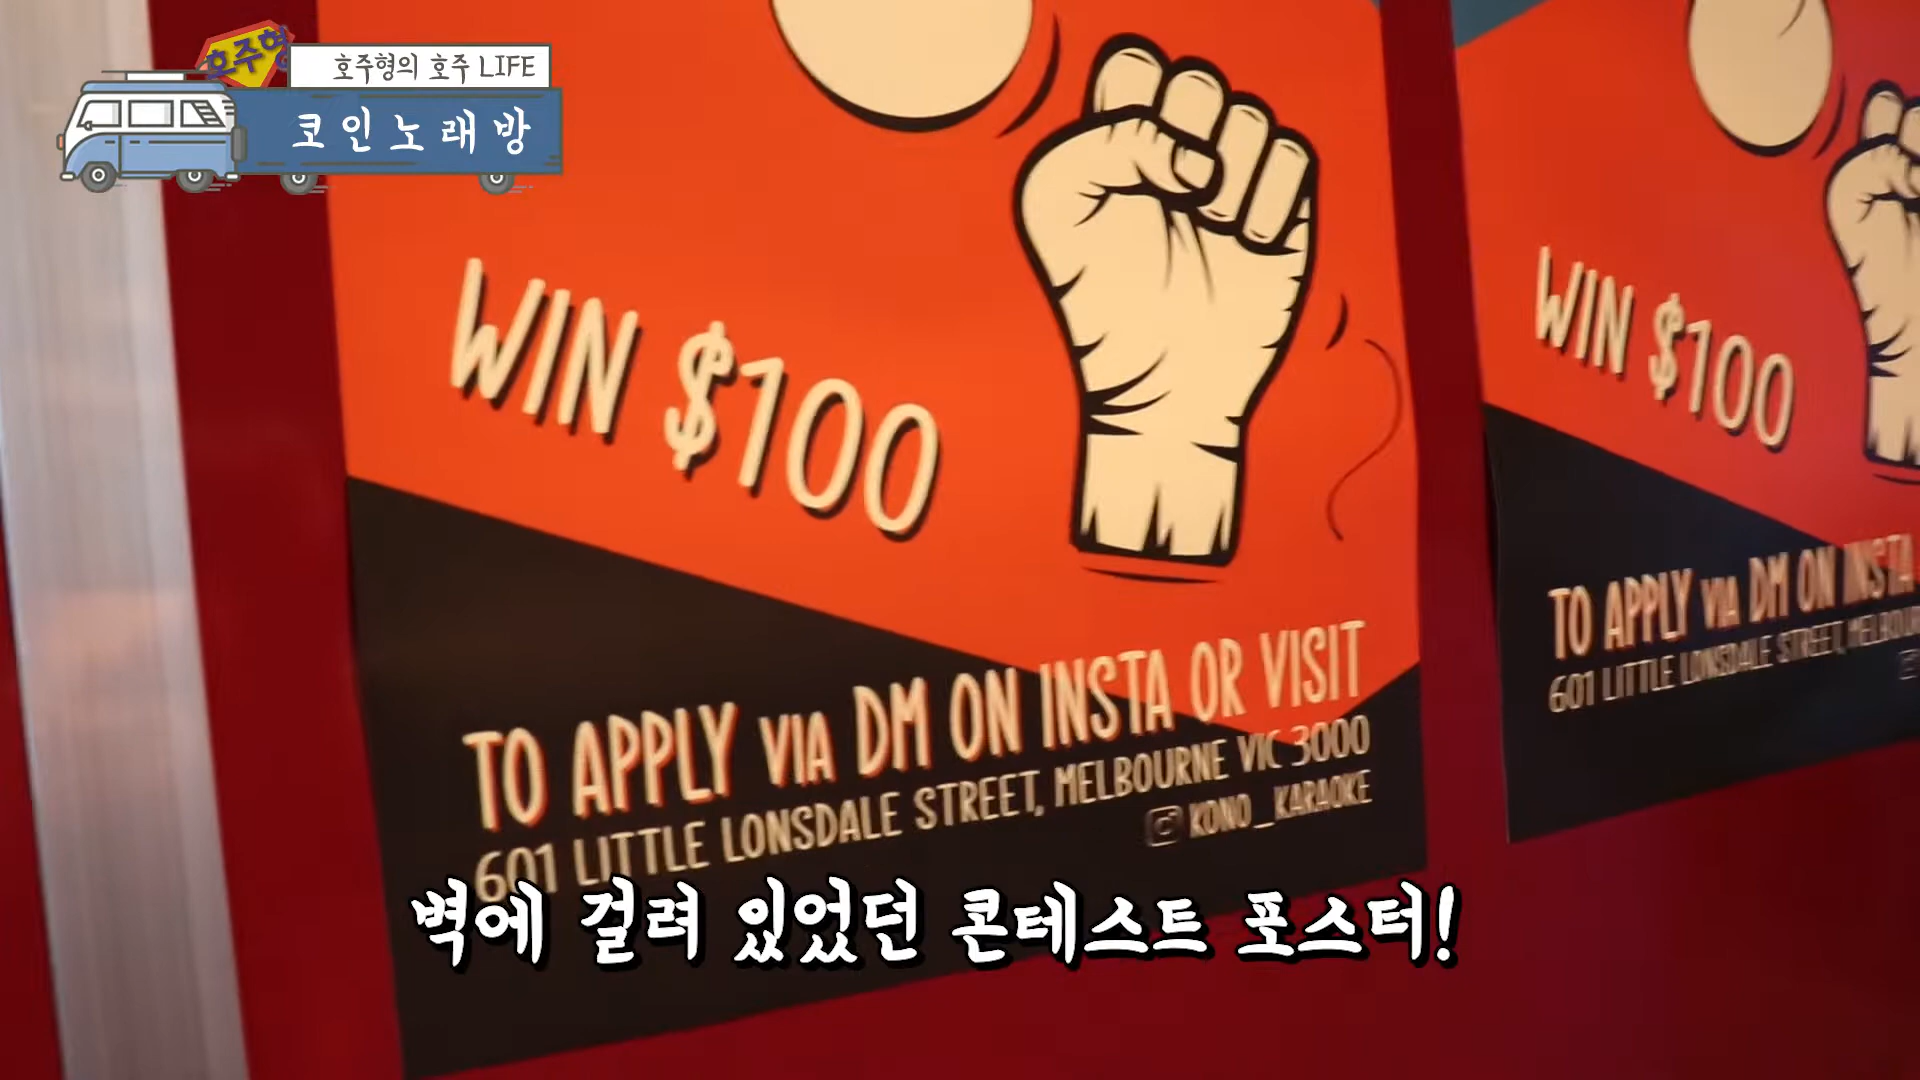 호주형
호주형의 호주 LIFE
코인노래방
WIN $100
TO APPLY VIA DM ON INSTA OR VISIT
601 LITTLE LONSDALE STREET, MELBOURNE VIC 3000
KONO_KARAOKE
WIN $100
TO APPLY VIA DM ON INSTA
601 LITTLE LONSDALE STREET,
벽에 걸려 있었던 콘테스트 포스터!